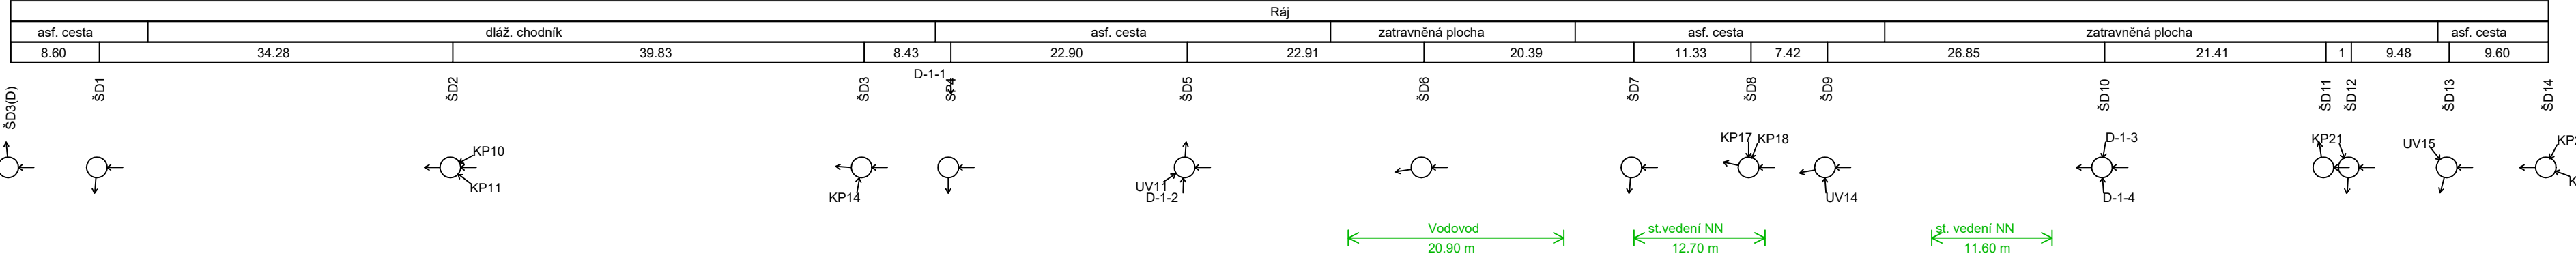 Ráj
asf. cesta dláž. chodník asf. cesta zatravněná plocha asf. cesta zatravněná plocha asf. cesta
8.60 34.28 39.83 8.43 22.90 22.91 20.39 11.33 7.42 26.85 21.41 1 9.48 9.60
D-1-1
ŠD3(D) ŠD1 ŠD2 ŠD3 ŠD5 ŠD6 ŠD7 ŠD8 ŠD9 ŠD10 ŠD11 ŠD12 ŠD13 ŠD14
KP17 KP18 D-1-3 KP21
KP10 UV15
KP11 UV11
KP14 D-1-2 UV14 D-1-4
Vodovod st.vedení NN st. vedení NN
20.90 m 12.70 m 11.60 m